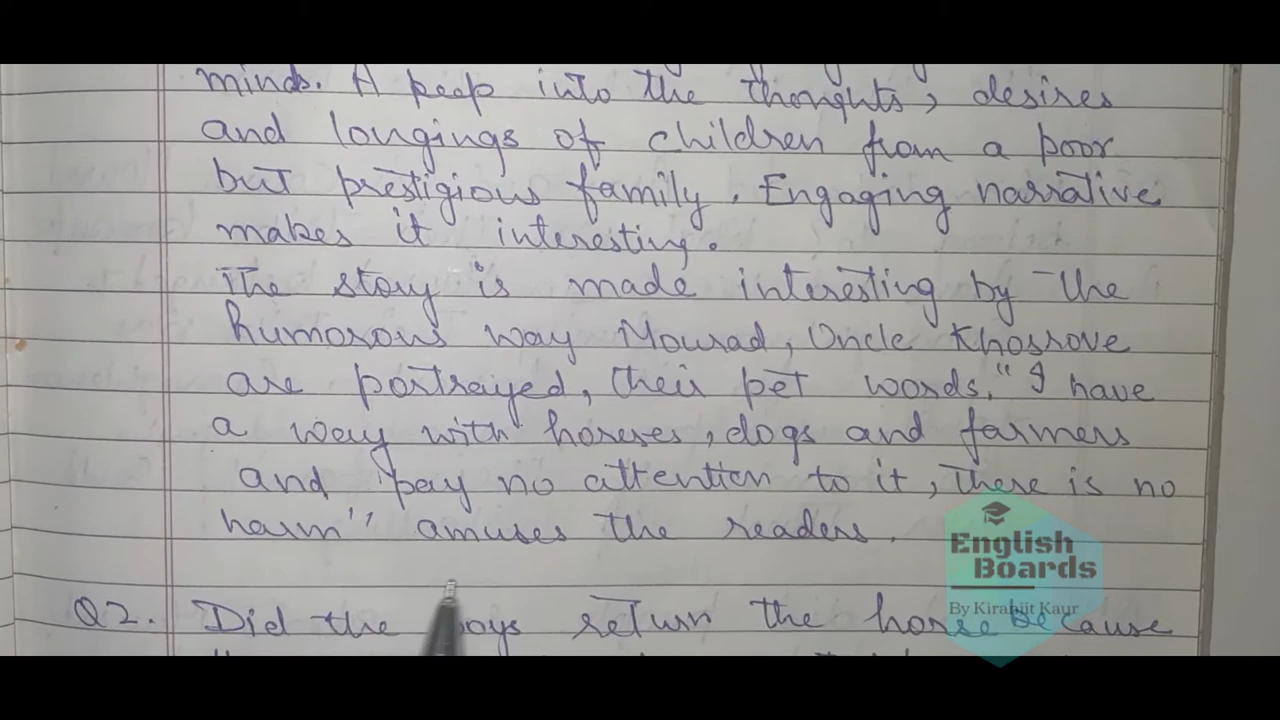 minds. A peep into the thoughts, desires
and longings of children from a poor
but prestigious family. Engaging narrative
makes it interesting.
The story is made interesting by the
humorous way Mourad, Uncle Khosrove
are portrayed, their pet words. "I have
a way with horses, dogs and farmers
and pay no attention to it, There is no
harm" amuses the readers.
English
Boards
By Kiranjit Kaur
Q2. Did the boys return the horse because